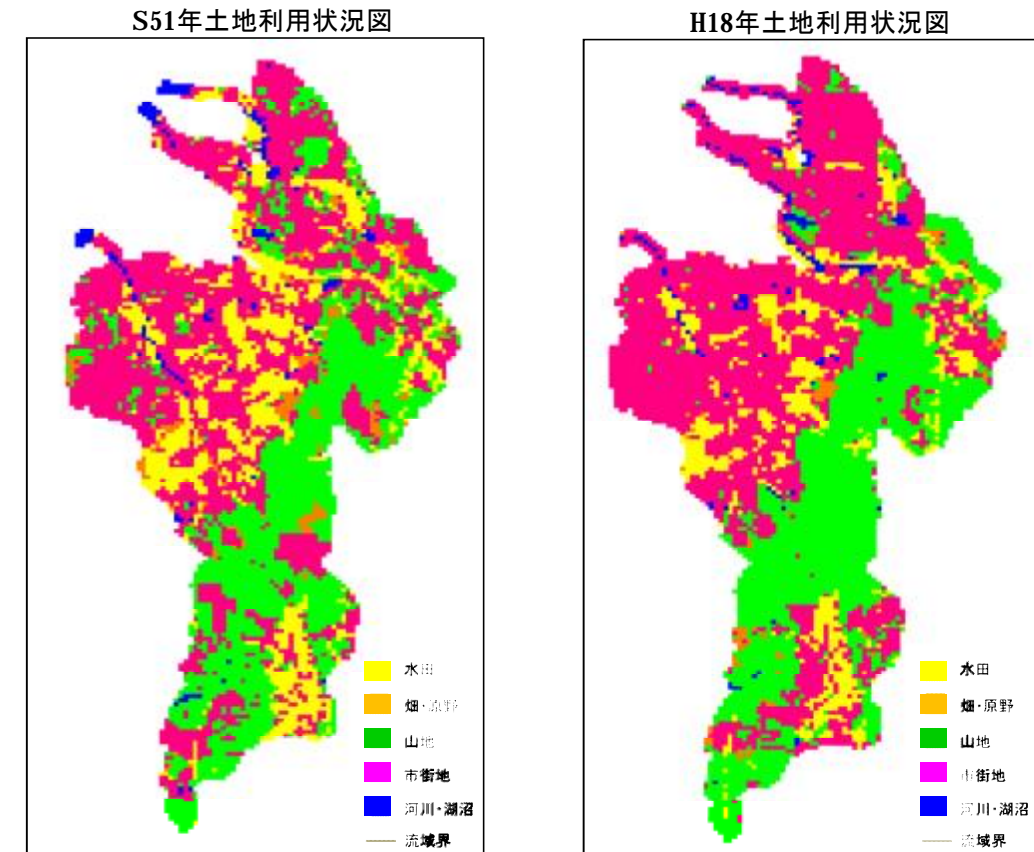 S51年土地利用状況図
水田
畑・原野
山地
市街地
河川・湖沼
流域界
H18年土地利用状況図
水田
畑・原野
山地
市街地
河川・湖沼
流域界